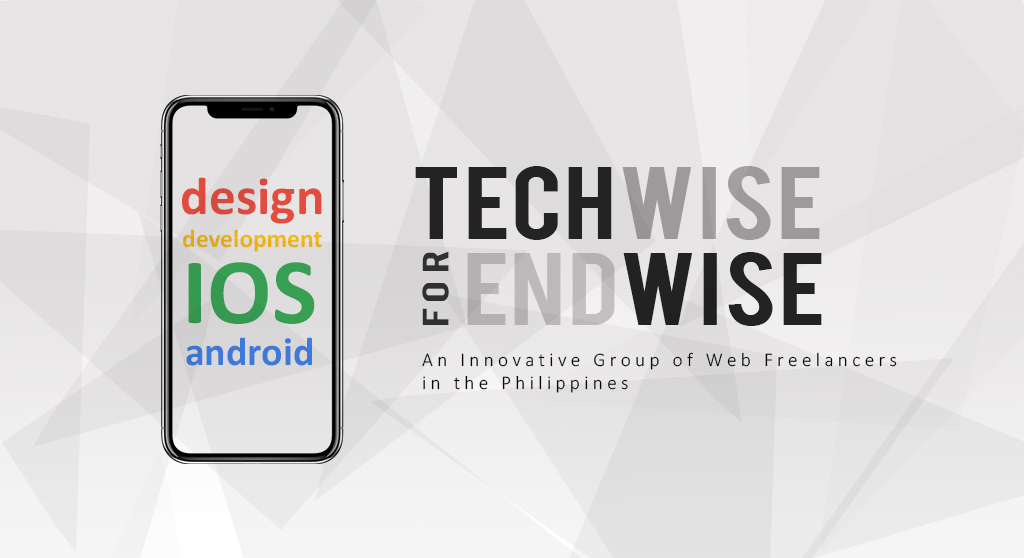 design
development
IOS
android
TECHWISE
FOR ENDWISE
An Innovative Group of Web Freelancers
in the Philippines